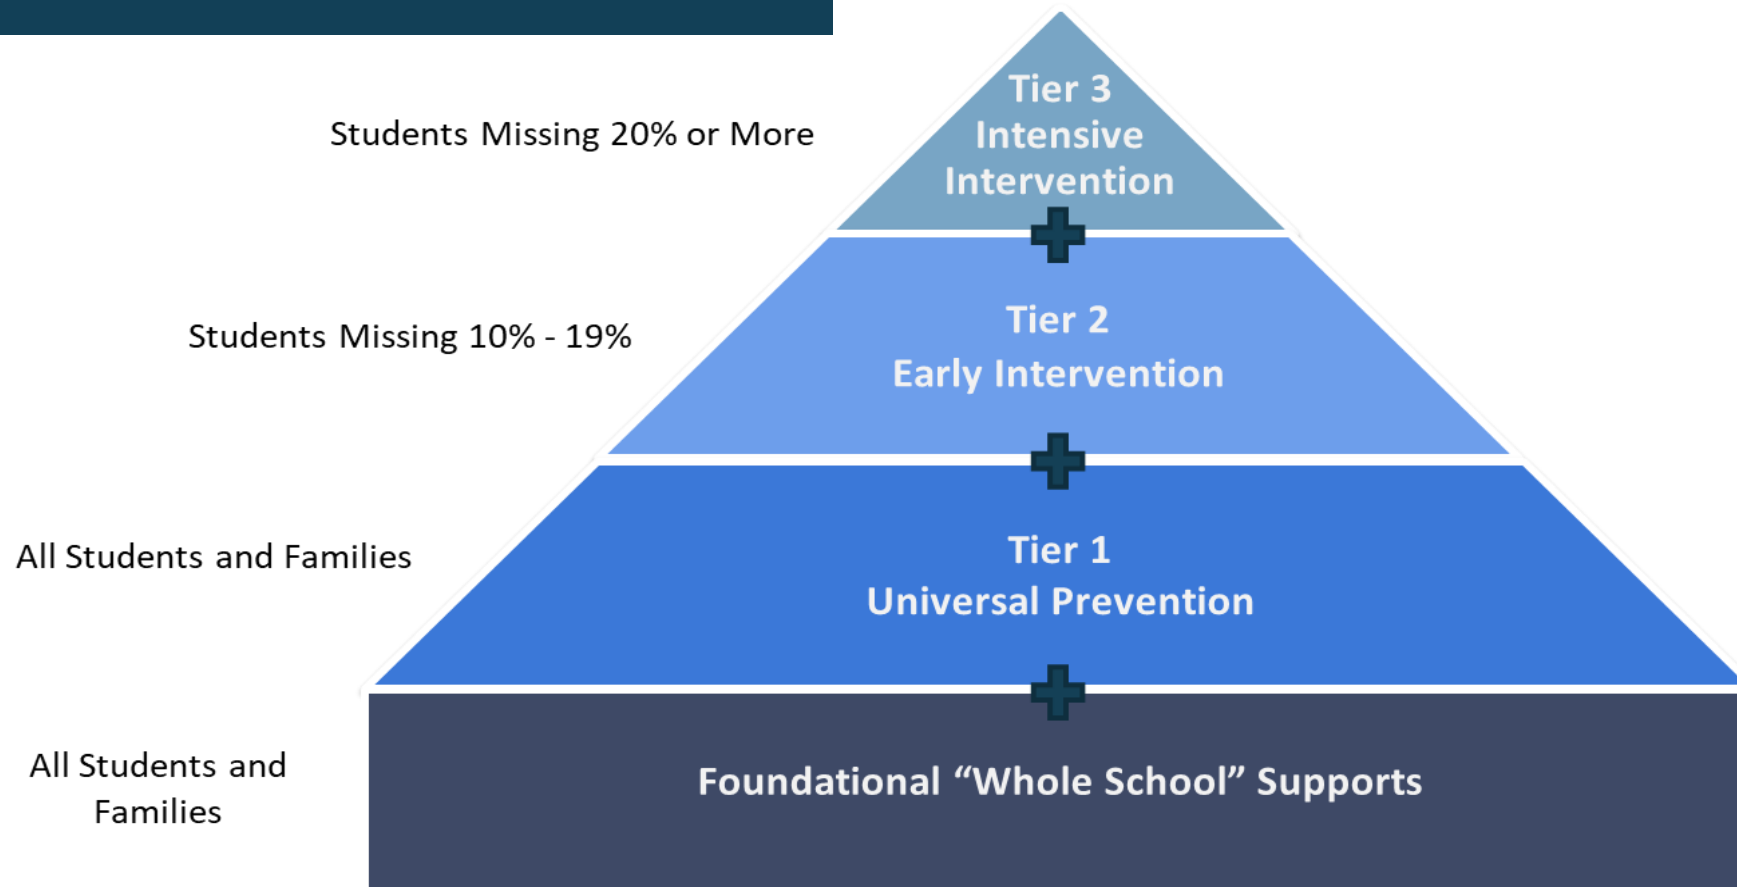 Tier 3
Intensive
Intervention
Students Missing 20% or More
Tier 2
Early Intervention
Students Missing 10% - 19%
Tier 1
Universal Prevention
All Students and Families
Foundational “Whole School” Supports
All Students and
Families